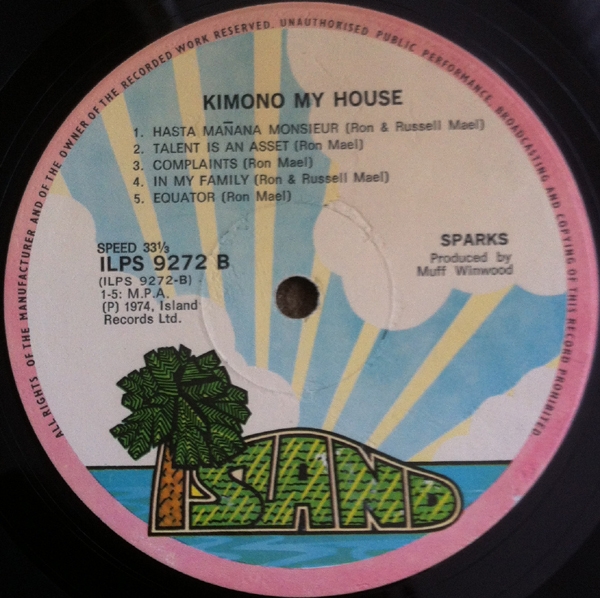 ALL RIGHTS OF THE MANUFACTURER AND OF THE OWNER OF THE RECORDED WORK RESERVED. UNAUTHORISED PUBLIC PERFORMANCE, BROADCASTING AND COPYING OF THIS RECORD PROHIBITED
KIMONO MY HOUSE
1. HASTA MAÑANA MONSIEUR (Ron & Russell Mael)
2. TALENT IS AN ASSET (Ron Mael)
3. COMPLAINTS (Ron Mael)
4. IN MY FAMILY (Ron & Russell Mael)
5. EQUATOR (Ron Mael)
SPEED 33⅓
ILPS 9272 B
(ILPS 9272-B)
1-5: M.P.A.
(P) 1974, Island
Records Ltd.
SPARKS
Produced by
Muff Winwood
ISLAND